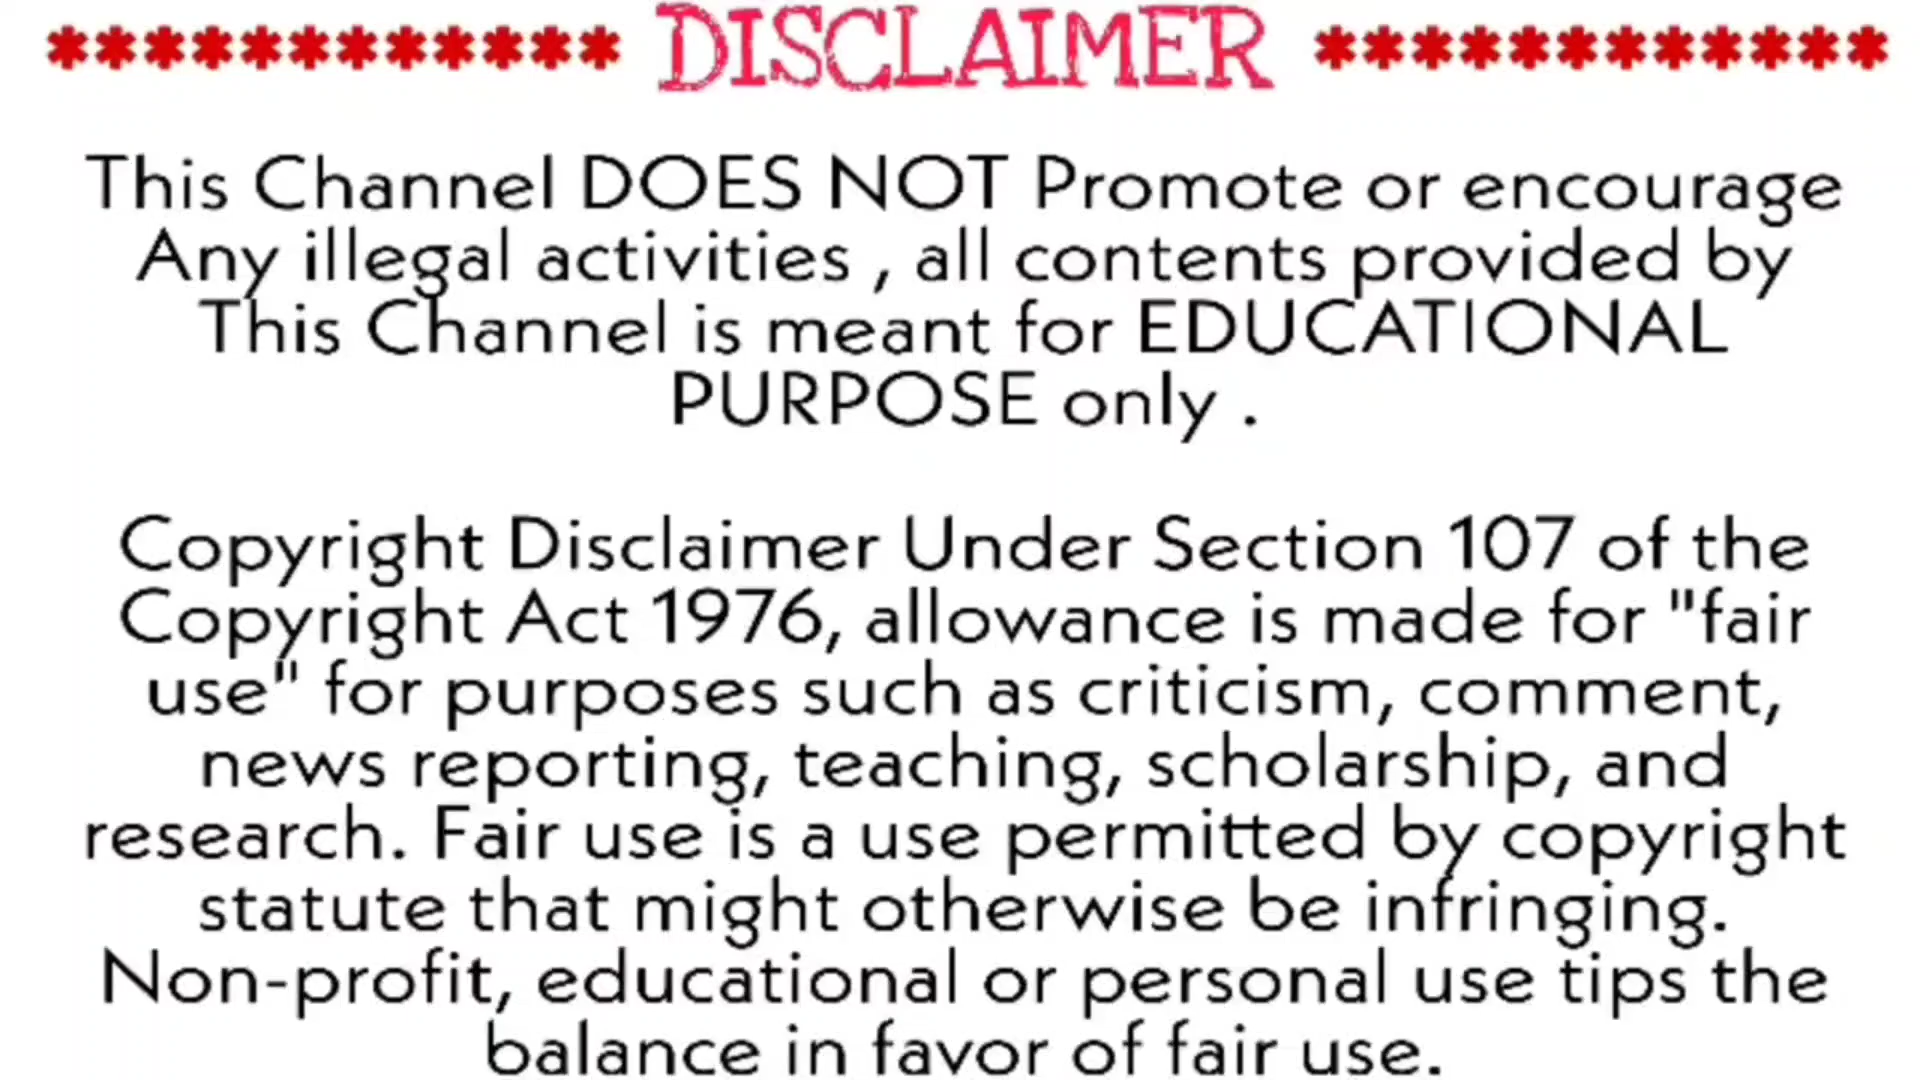 ************ DISCLAIMER ************
This Channel DOES NOT Promote or encourage
Any illegal activities , all contents provided by
This Channel is meant for EDUCATIONAL
PURPOSE only .
Copyright Disclaimer Under Section 107 of the
Copyright Act 1976, allowance is made for "fair
use" for purposes such as criticism, comment,
news reporting, teaching, scholarship, and
research. Fair use is a use permitted by copyright
statute that might otherwise be infringing.
Non-profit, educational or personal use tips the
balance in favor of fair use.